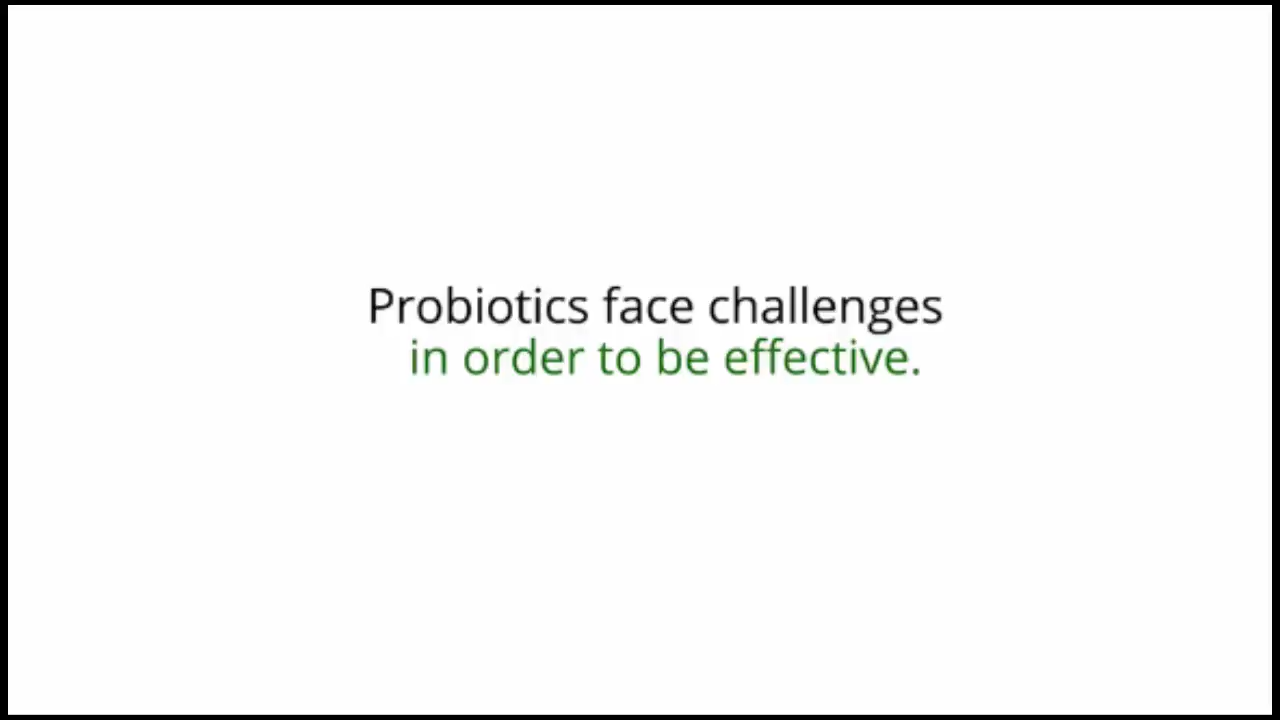 Probiotics face challenges
in order to be effective.